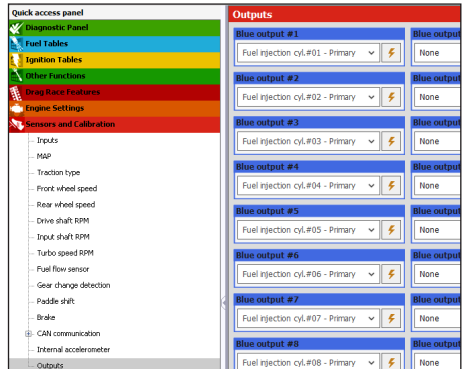 Quick access panel
Diagnostic Panel
Fuel Tables
Ignition Tables
Other Functions
Drag Race Features
Engine Settings
Sensors and Calibration
Inputs
MAP
Traction type
Front wheel speed
Rear wheel speed
Drive shaft RPM
Input shaft RPM
Turbo speed RPM
Fuel flow sensor
Gear change detection
Paddle shift
Brake
CAN communication
Internal accelerometer
Outputs
Outputs
Blue output #1 Blue output
Fuel injection cyl.#01 - Primary None
Blue output #2 Blue output
Fuel injection cyl.#02 - Primary None
Blue output #3 Blue output
Fuel injection cyl.#03 - Primary None
Blue output #4 Blue output
Fuel injection cyl.#04 - Primary None
Blue output #5 Blue output
Fuel injection cyl.#05 - Primary None
Blue output #6 Blue output
Fuel injection cyl.#06 - Primary None
Blue output #7 Blue output
Fuel injection cyl.#07 - Primary None
Blue output #8 Blue output
Fuel injection cyl.#08 - Primary None